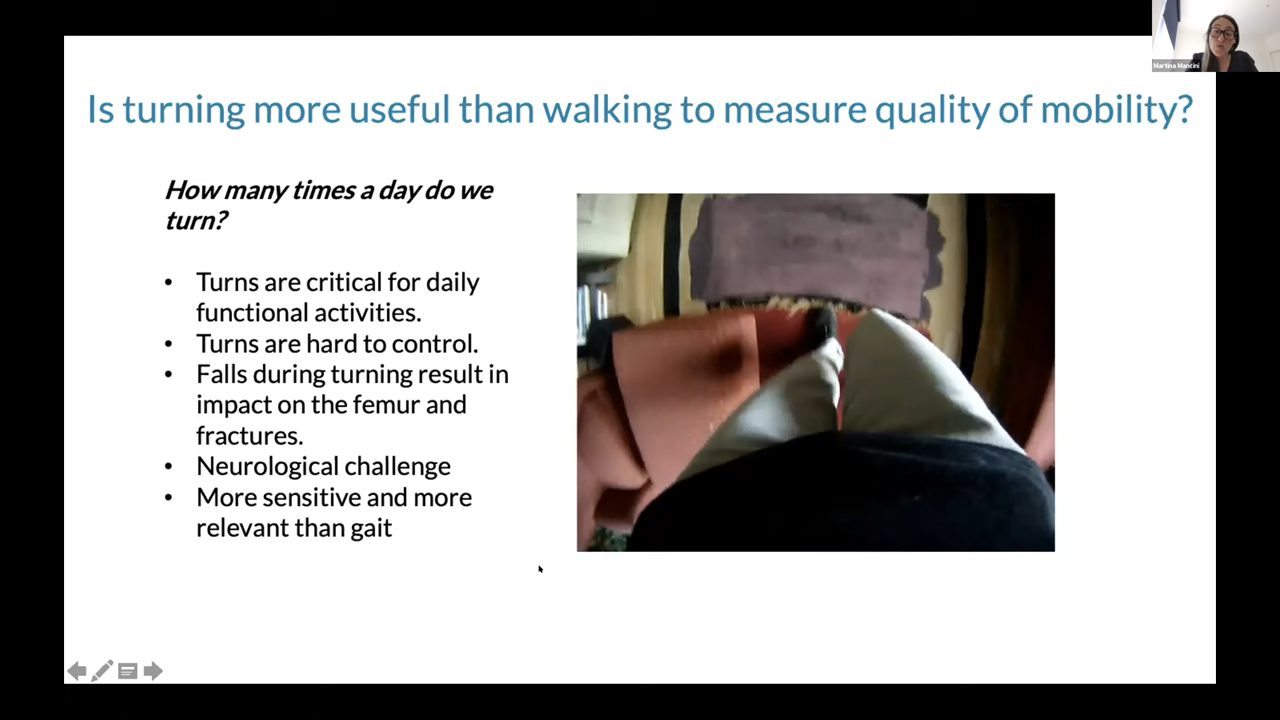 Martina Mancini
Is turning more useful than walking to measure quality of mobility?
How many times a day do we
turn?
• Turns are critical for daily
functional activities.
• Turns are hard to control.
• Falls during turning result in
impact on the femur and
fractures.
• Neurological challenge
• More sensitive and more
relevant than gait